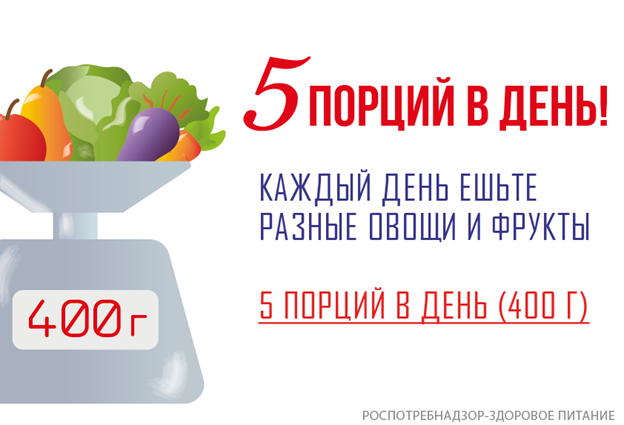 5 ПОРЦИЙ В ДЕНЬ!
КАЖДЫЙ ДЕНЬ ЕШЬТЕ
РАЗНЫЕ ОВОЩИ И ФРУКТЫ
5 ПОРЦИЙ В ДЕНЬ (400 Г)
400 г
РОСПОТРЕБНАДЗОР-ЗДОРОВОЕ ПИТАНИЕ